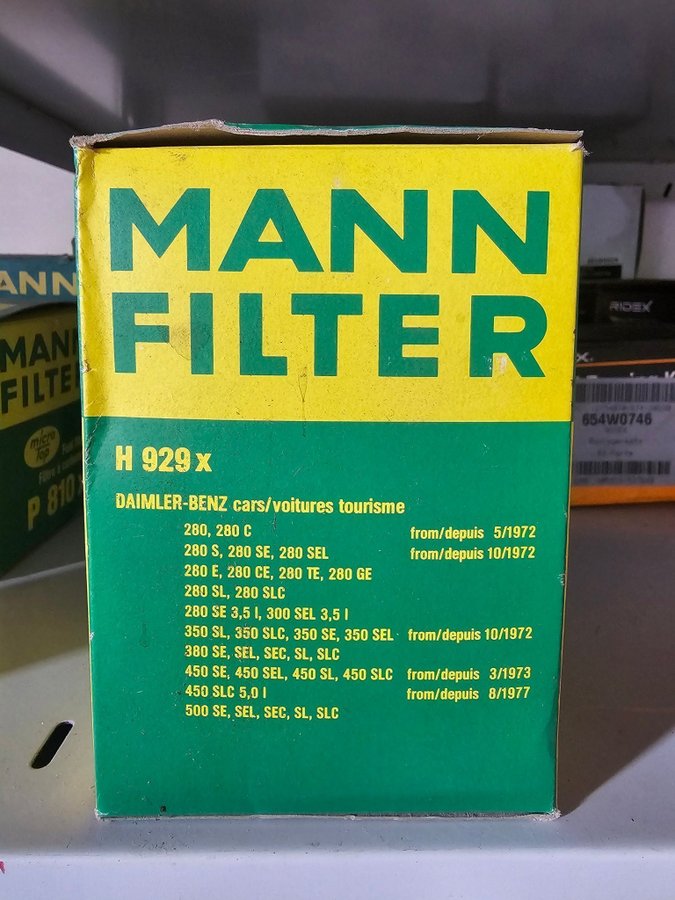 MANN
FILTER
H 929 x
DAIMLER-BENZ cars/voitures tourisme
280, 280 C from/depuis 5/1972
280 S, 280 SE, 280 SEL from/depuis 10/1972
280 E, 280 CE, 280 TE, 280 GE
280 SL, 280 SLC
280 SE 3,5 l, 300 SEL 3,5 l
350 SL, 350 SLC, 350 SE, 350 SEL from/depuis 10/1972
380 SE, SEL, SEC, SL, SLC
450 SE, 450 SEL, 450 SL, 450 SLC from/depuis 3/1973
450 SLC 5,0 l from/depuis 8/1977
500 SE, SEL, SEC, SL, SLC
ANN
MANN
FILTE
micro
Top
P 810
RIDEX
654W0746